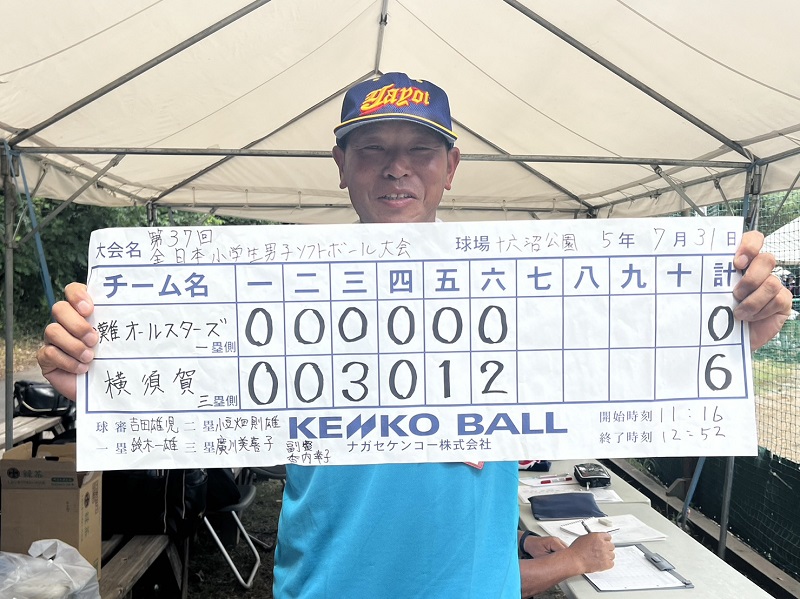 Yayoi
大会名 第37回
全日本小学生男子ソフトボール大会 球場 十六沼公園 5年 7月31日
チーム名 一 二 三 四 五 六 七 八 九 十 計
灘オールスターズ 一塁側 0 0 0 0 0 0 0
横須賀 三塁側 0 0 3 0 1 2 6
球審 吉田雄児 二塁 小豆畑則雄 KENKO BALL 開始時刻 11:16
一塁 鈴木一雄 三塁 廣川美喜子 ナガセケンコー株式会社 終了時刻 12:52